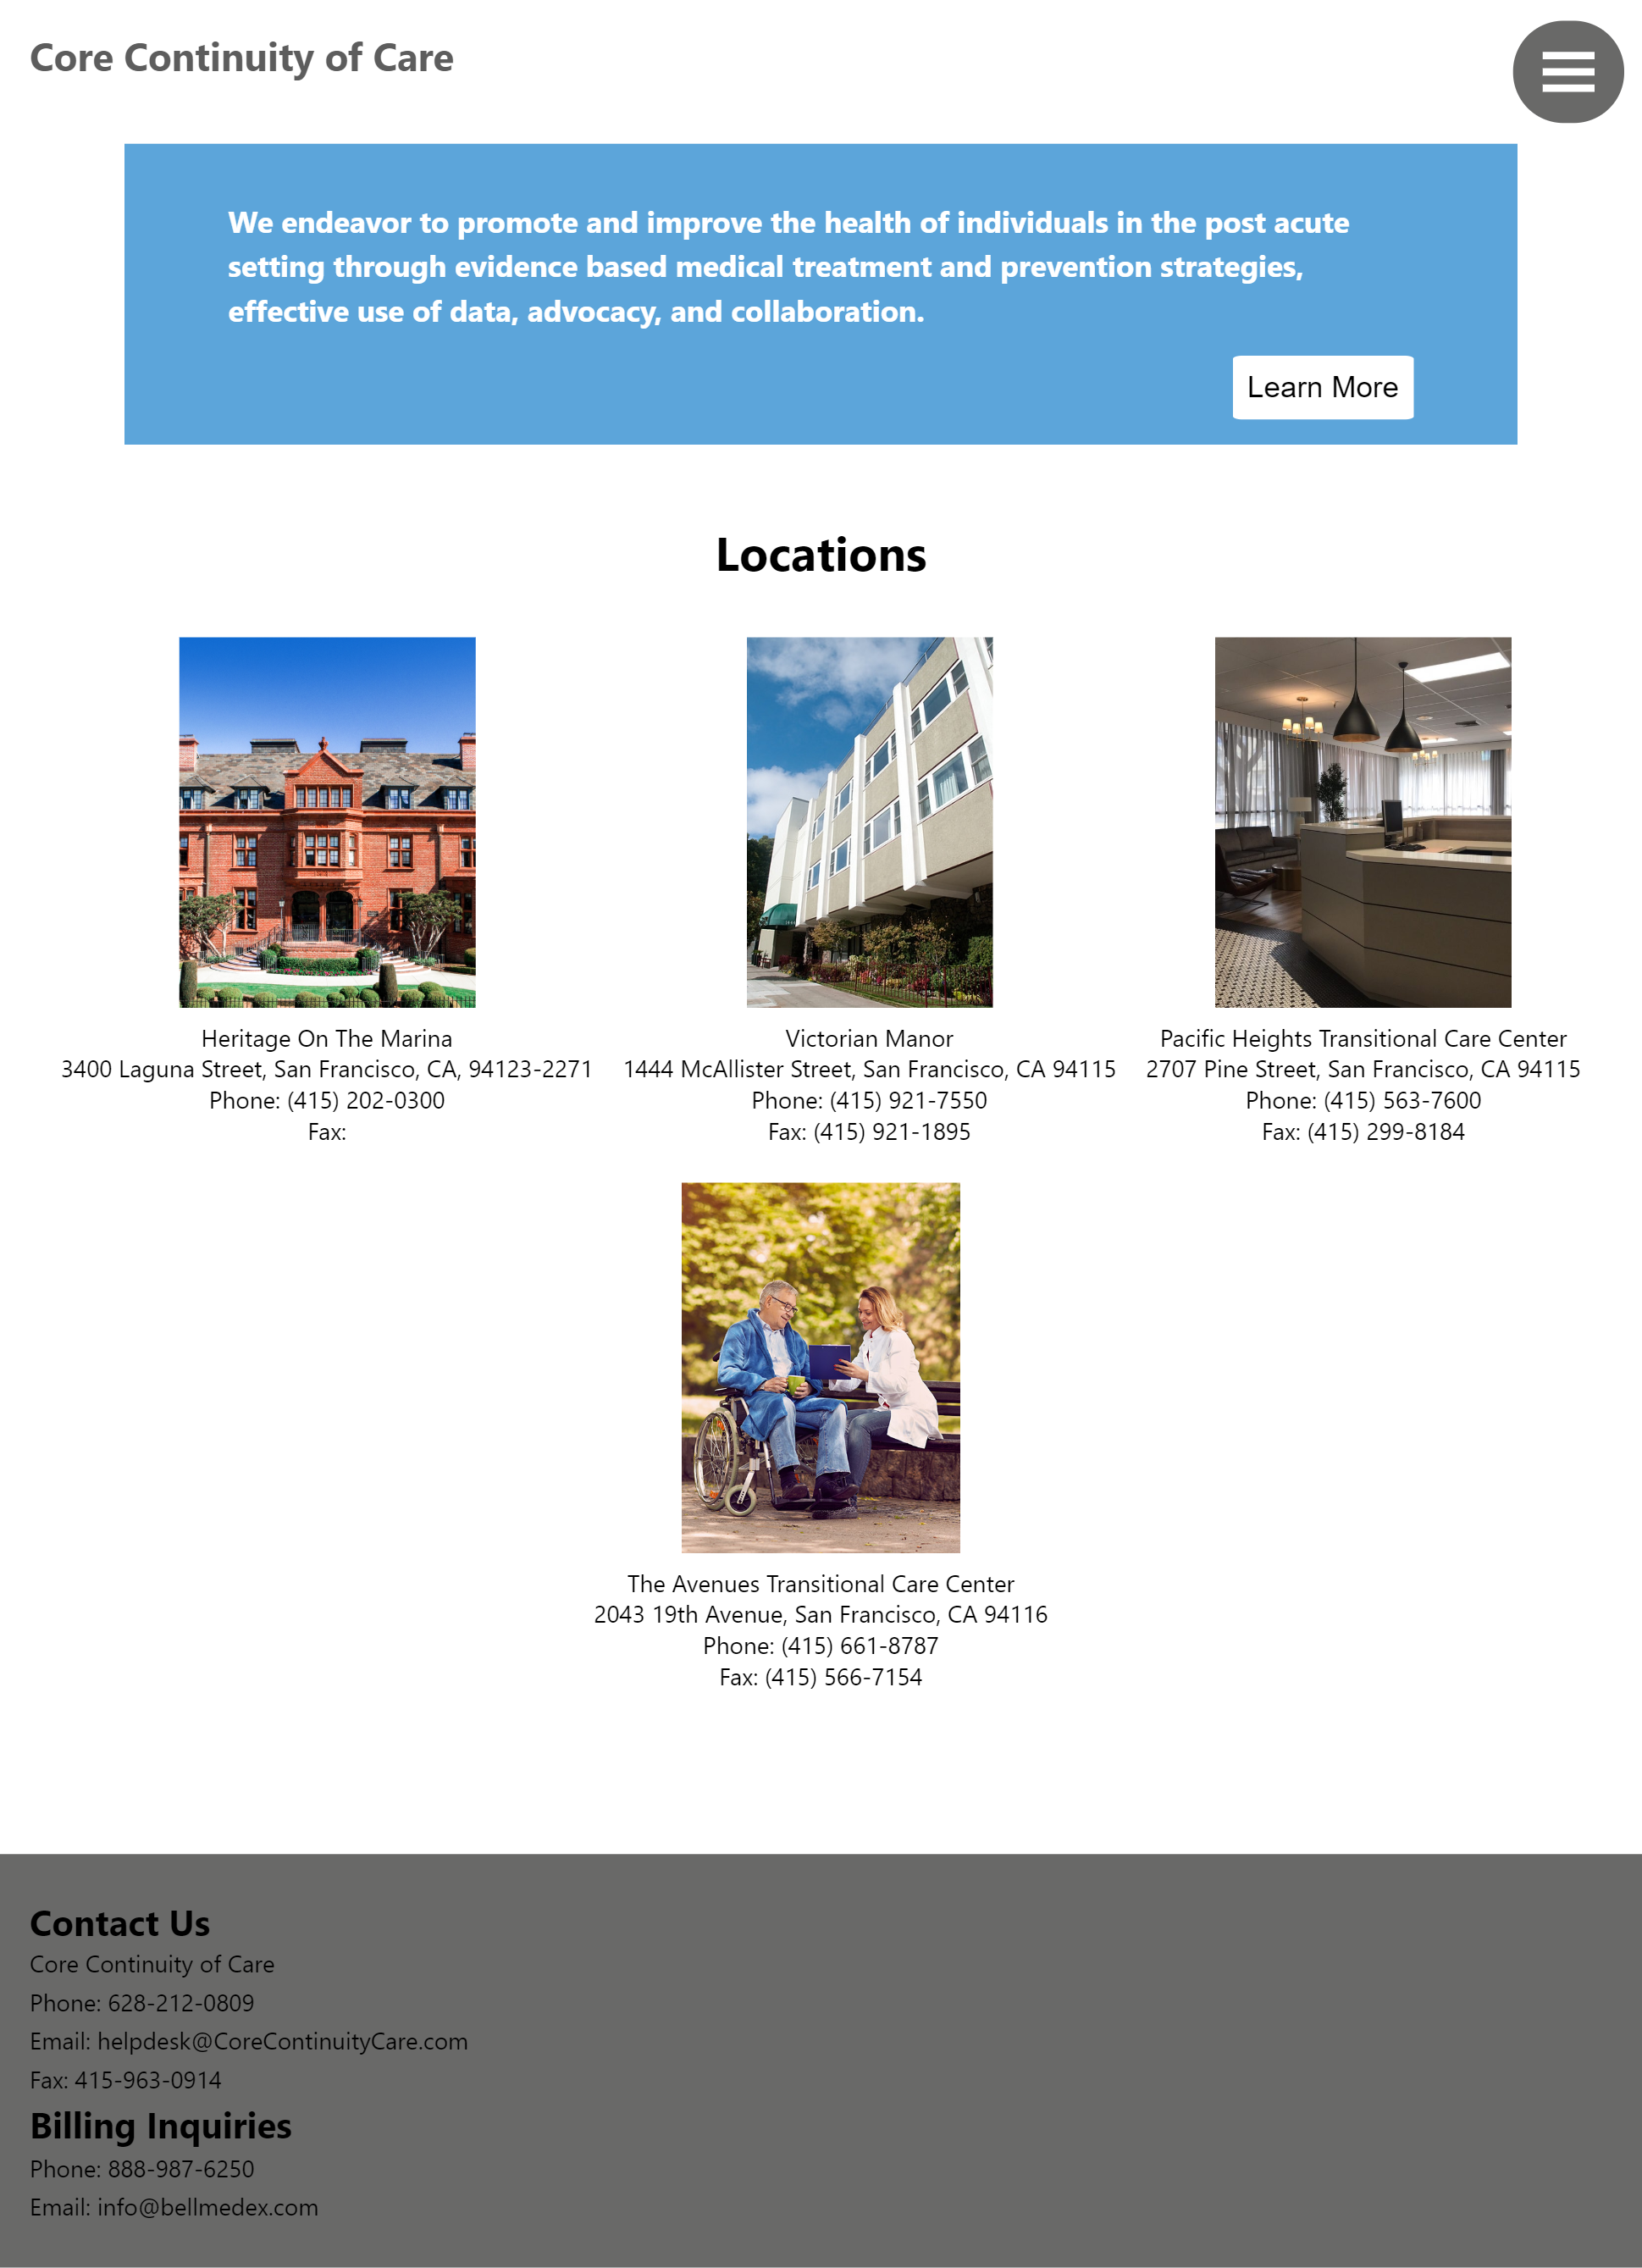 Core Continuity of Care
We endeavor to promote and improve the health of individuals in the post acute
setting through evidence based medical treatment and prevention strategies,
effective use of data, advocacy, and collaboration.
Learn More
Locations
Heritage On The Marina
3400 Laguna Street, San Francisco, CA, 94123-2271
Phone: (415) 202-0300
Fax:
Victorian Manor
1444 McAllister Street, San Francisco, CA 94115
Phone: (415) 921-7550
Fax: (415) 921-1895
Pacific Heights Transitional Care Center
2707 Pine Street, San Francisco, CA 94115
Phone: (415) 563-7600
Fax: (415) 299-8184
The Avenues Transitional Care Center
2043 19th Avenue, San Francisco, CA 94116
Phone: (415) 661-8787
Fax: (415) 566-7154
Contact Us
Core Continuity of Care
Phone: 628-212-0809
Email: helpdesk@CoreContinuityCare.com
Fax: 415-963-0914
Billing Inquiries
Phone: 888-987-6250
Email: info@bellmedex.com